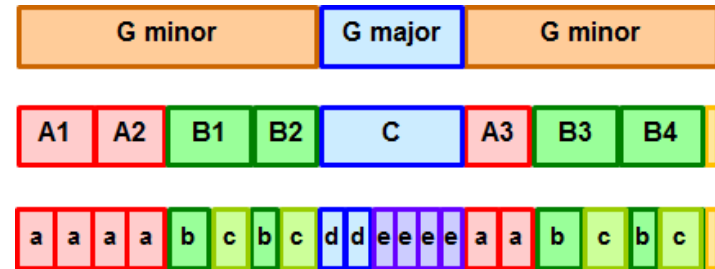 G minor G major G minor
A1 A2 B1 B2 C A3 B3 B4
a a a a b c b c d d e e e e a a b c b c